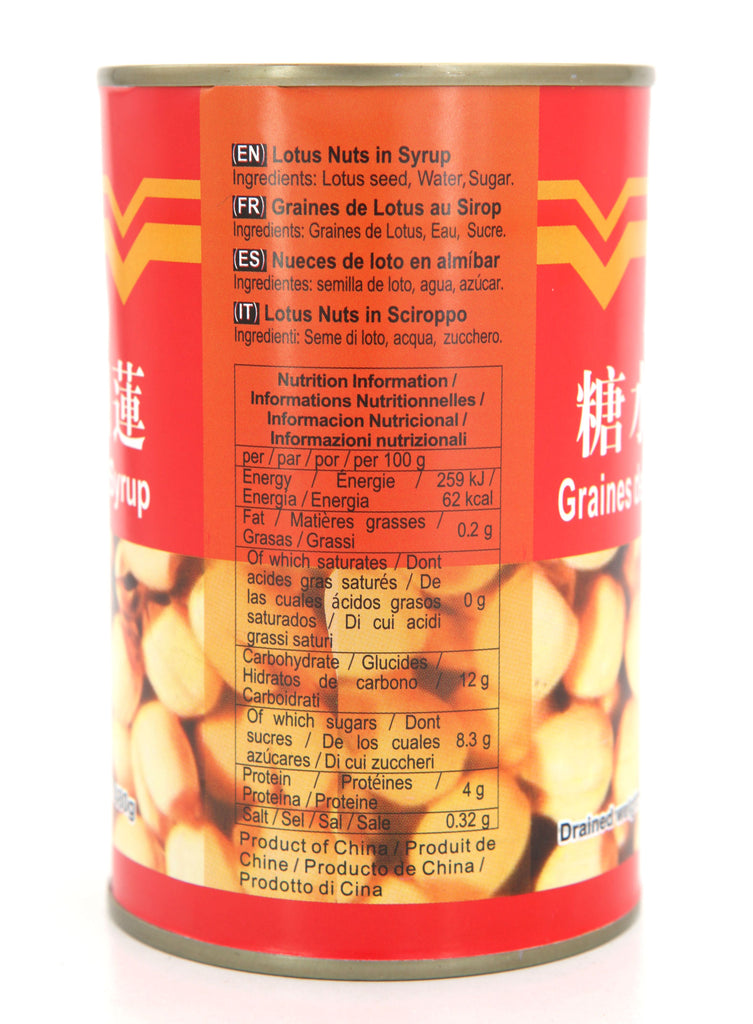 (EN) Lotus Nuts in Syrup
Ingredients: Lotus seed, Water, Sugar.
(FR) Graines de Lotus au Sirop
Ingredients: Graines de Lotus, Eau, Sucre.
(ES) Nueces de loto en almíbar
Ingredientes: semilla de loto, agua, azúcar.
(IT) Lotus Nuts in Sciroppo
Ingredienti: Seme di loto, acqua, zucchero.
Nutrition Information /
Informations Nutritionnelles /
Informacion Nutricional /
Informazioni nutrizionali
per / par / por / per 100 g
Energy / Énergie / 259 kJ /
Energia / Energia 62 kcal
Fat / Matières grasses /
Grasas / Grassi 0.2 g
Of which saturates / Dont
acides gras saturés / De
las cuales ácidos grasos 0 g
saturados / Di cui acidi
grassi saturi
Carbohydrate / Glucides /
Hidratos de carbono / 12 g
Carboidrati
Of which sugars / Dont
sucres / De los cuales 8.3 g
azúcares / Di cui zuccheri
Protein / Protéines /
Proteína / Proteine 4 g
Salt / Sel / Sal / Sale 0.32 g
Product of China / Produit de
Chine / Producto de China /
Prodotto di Cina
蓮
Syrup
糖
Graines
Drained